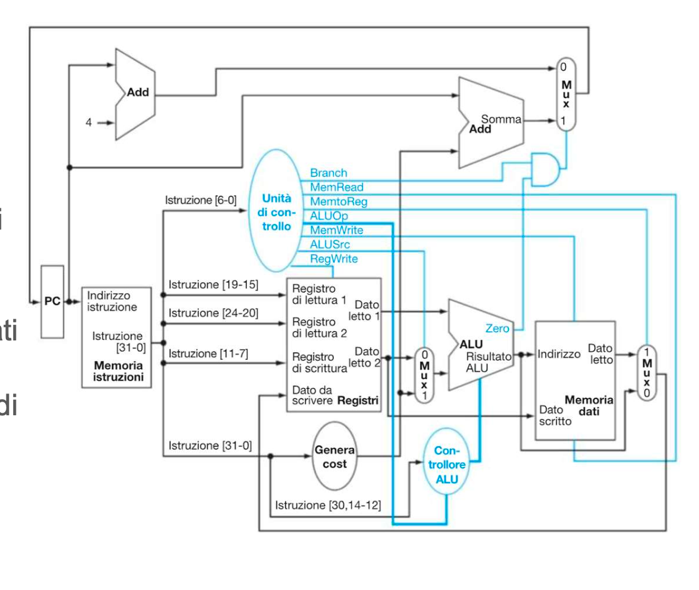 Add
4
Add
Somma
0
M
u
x
1
Branch
MemRead
MemtoReg
ALUOp
MemWrite
ALUSrc
RegWrite
Unità
di con-
trollo
Istruzione [6-0]
Istruzione [19-15]
Istruzione [24-20]
Istruzione [11-7]
Istruzione [31-0]
Istruzione [30,14-12]
PC
Indirizzo
istruzione
Istruzione
[31-0]
Memoria
istruzioni
Registro
di lettura 1
Registro
di lettura 2
Registro
di scrittura
Dato da
scrivere
Registri
Dato
letto 1
Dato
letto 2
0
M
u
x
1
Zero
ALU
Risultato
ALU
Indirizzo
Dato
letto
Memoria
dati
Dato
scritto
1
M
u
x
0
Genera
cost
Con-
trollore
ALU
i
ati
di